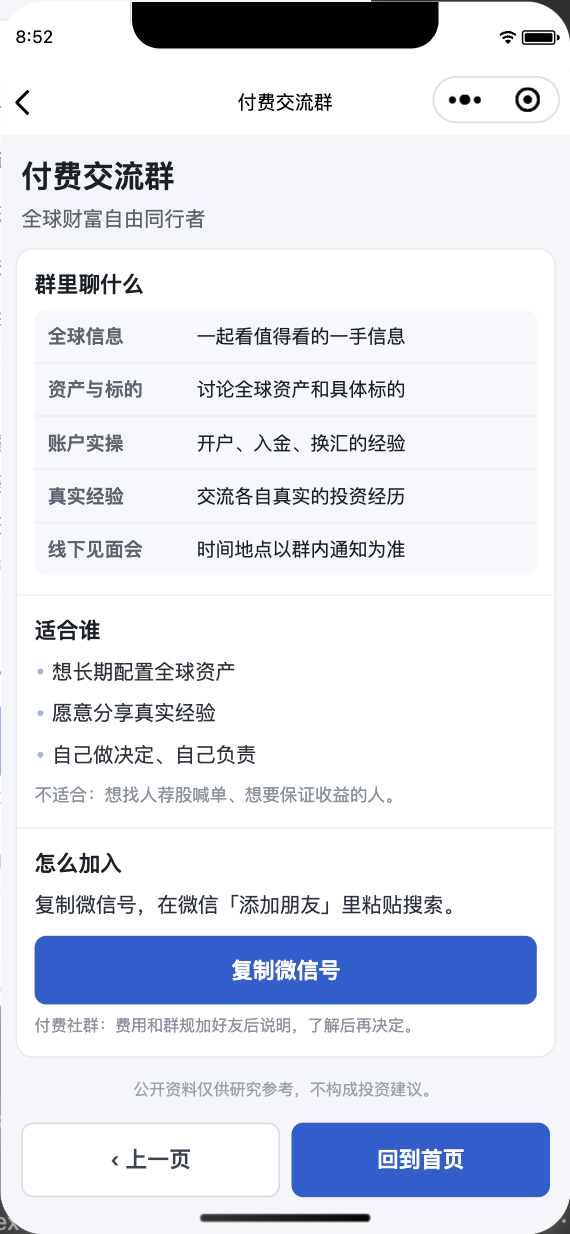 8:52
付费交流群
付费交流群
全球财富自由同行者
群里聊什么
全球信息 一起看值得看的一手信息
资产与标的 讨论全球资产和具体标的
账户实操 开户、入金、换汇的经验
真实经验 交流各自真实的投资经历
线下见面会 时间地点以群内通知为准
适合谁
• 想长期配置全球资产
• 愿意分享真实经验
• 自己做决定、自己负责
不适合：想找人荐股喊单、想要保证收益的人。
怎么加入
复制微信号，在微信「添加朋友」里粘贴搜索。
复制微信号
付费社群：费用和群规加好友后说明，了解后再决定。
公开资料仅供研究参考，不构成投资建议。
‹ 上一页 回到首页